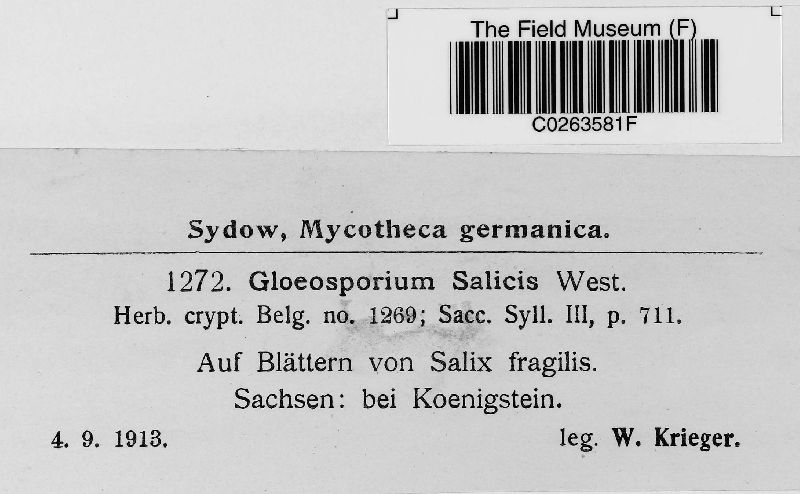 The Field Museum (F)
C0263581F
Sydow, Mycotheca germanica.
1272. Gloeosporium Salicis West.
Herb. crypt. Belg. no. 1269; Sacc. Syll. III, p. 711.
Auf Blättern von Salix fragilis.
Sachsen: bei Koenigstein.
4. 9. 1913. leg. W. Krieger.